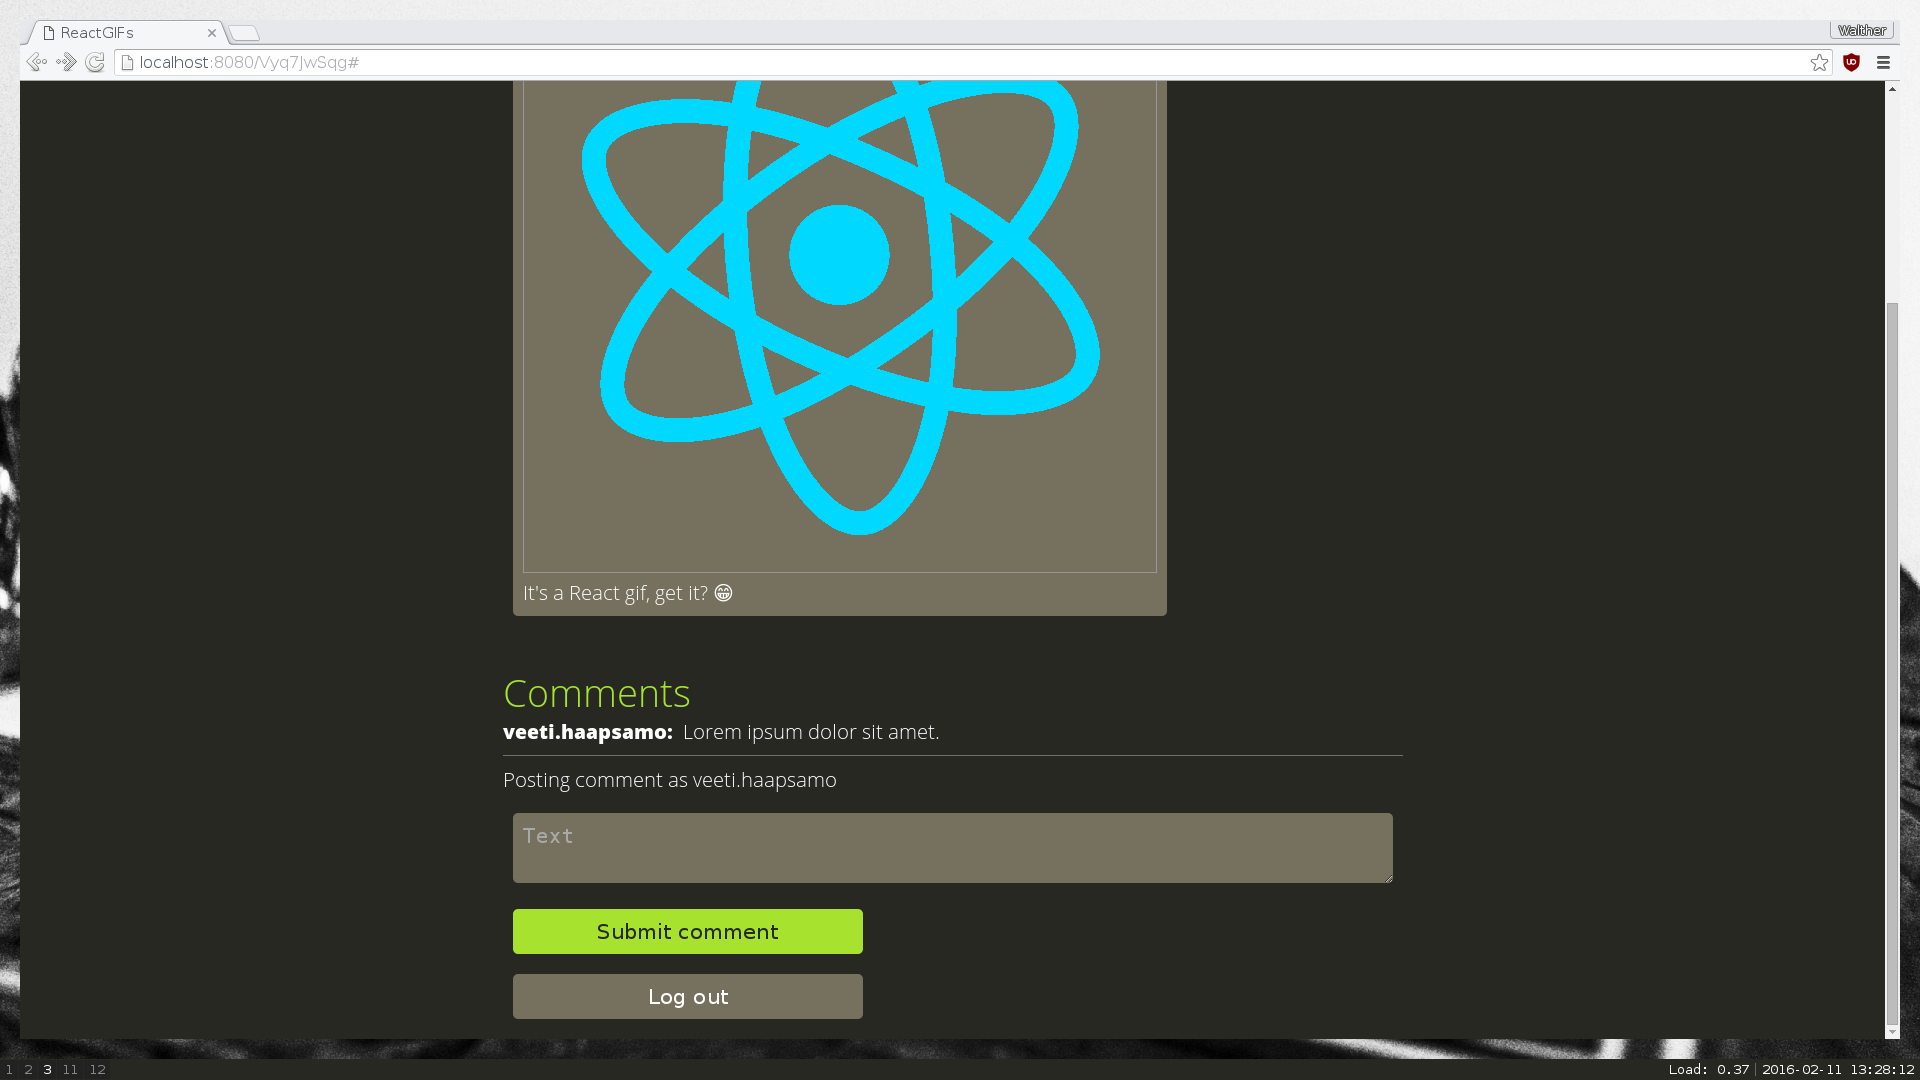 ReactGIFs
Walther
localhost:8080/Vyq7JwSqg#
It's a React gif, get it? 😁
Comments
veeti.haapsamo: Lorem ipsum dolor sit amet.
Posting comment as veeti.haapsamo
Text
Submit comment
Log out
1 2 3 11 12
Load: 0.37 2016-02-11 13:28:12